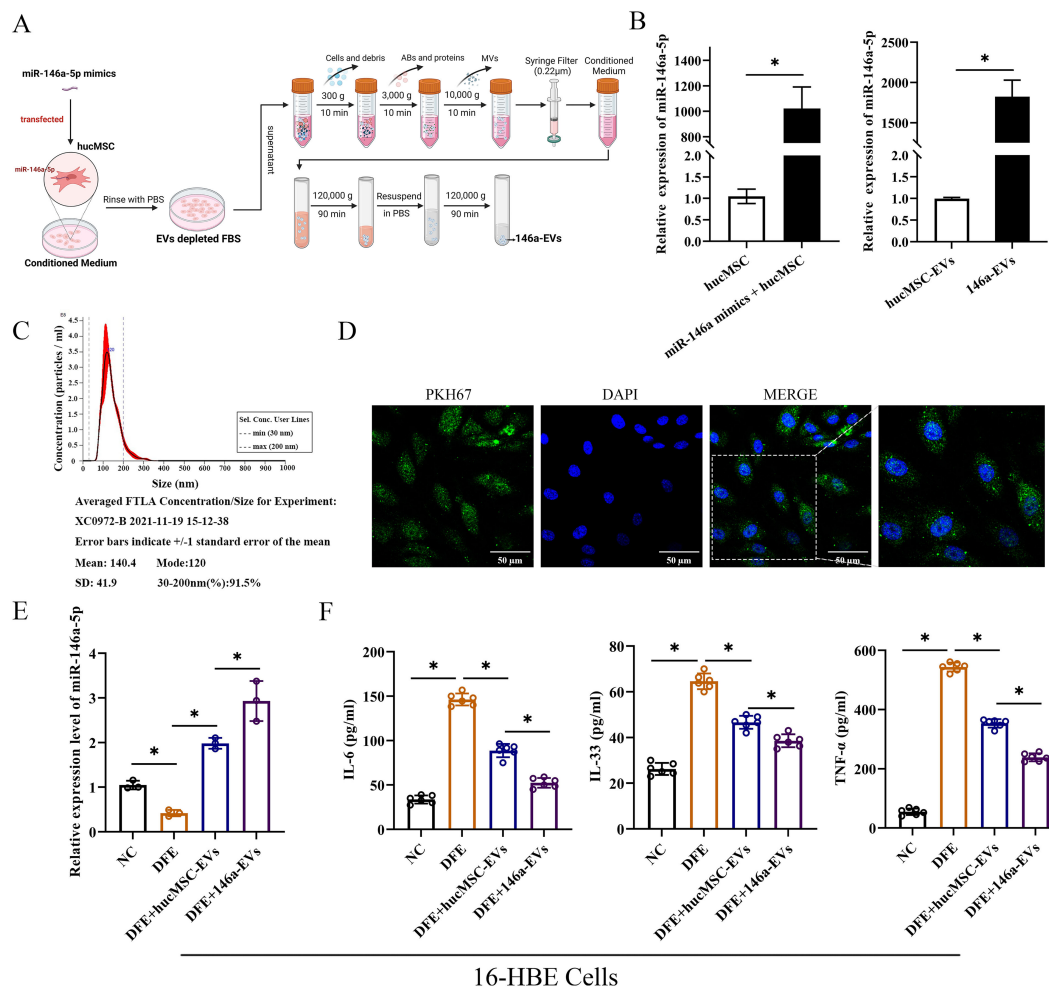 A
miR-146a-5p mimics
transfected
hucMSC
miR-146a-5p
Conditioned Medium
Rinse with PBS
EVs depleted FBS
supernatant
Cells and debris
ABs and proteins
MVs
Syringe Filter
(0.22μm)
Conditioned
Medium
300 g
10 min
3,000 g
10 min
10,000 g
10 min
120,000 g
90 min
Resuspend
in PBS
120,000 g
90 min
146a-EVs
B
Relative expression of miR-146a-5p
1400
1200
1000
800
600
2.0
1.5
1.0
0.5
0.0
*
hucMSC
miR-146a mimics + hucMSC
Relative expression of miR-146a-5p
2500
2000
1500
1000
500
2.0
1.5
1.0
0.5
0.0
*
hucMSC-EVs
146a-EVs
C
Concentration (particles / ml)
E6
4.5
4.0
3.5
3.0
2.5
2.0
1.5
1.0
0.5
0
120
0 100 200 300 400 500 600 700 800 900 1000
Size (nm)
Sel. Conc. User Lines
min (30 nm)
max (200 nm)
Averaged FTLA Concentration/Size for Experiment:
XC0972-B 2021-11-19 15-12-38
Error bars indicate +/-1 standard error of the mean
Mean: 140.4 Mode:120
SD: 41.9 30-200nm(%):91.5%
D
PKH67
DAPI
MERGE
50 μm
50 μm
50 μm
50 μm
E
Relative expression level of miR-146a-5p
4
3
2
1
0
*
*
*
NC
DFE
DFE+hucMSC-EVs
DFE+146a-EVs
F
IL-6 (pg/ml)
200
150
100
50
0
*
*
*
NC
DFE
DFE+hucMSC-EVs
DFE+146a-EVs
IL-33 (pg/ml)
80
60
40
20
0
*
*
*
NC
DFE
DFE+hucMSC-EVs
DFE+146a-EVs
TNF-α (pg/ml)
600
400
200
0
*
*
*
NC
DFE
DFE+hucMSC-EVs
DFE+146a-EVs
16-HBE Cells